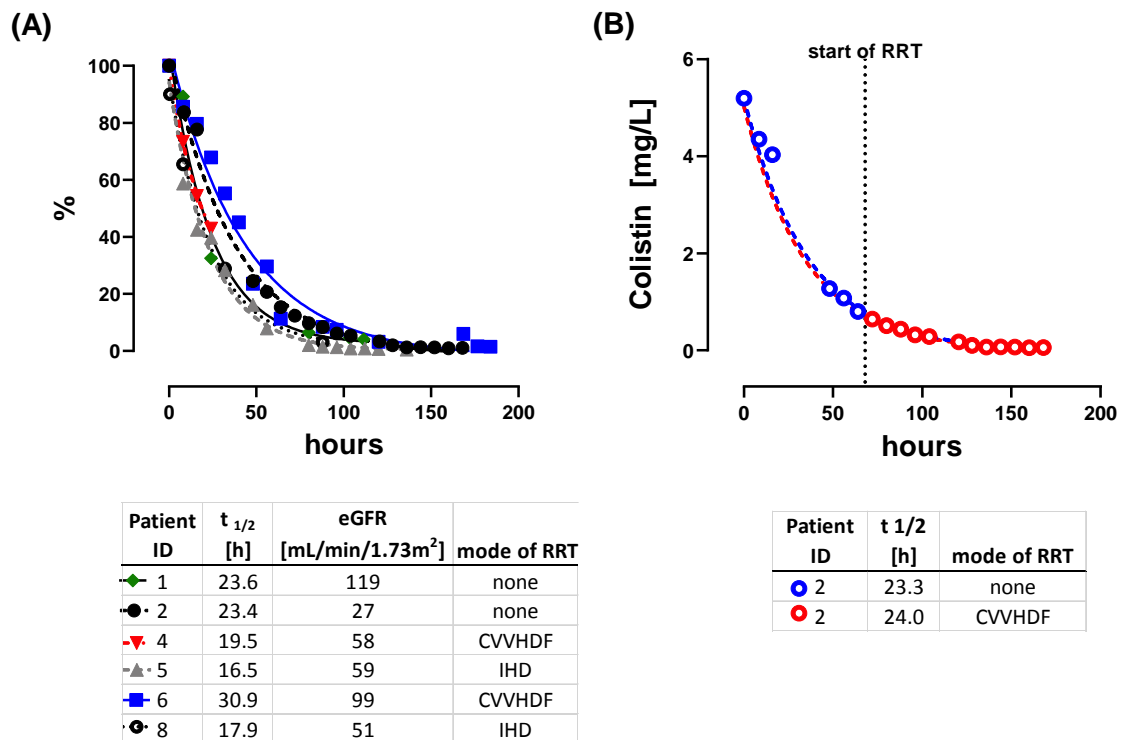 (A)
100
80
60
40
20
0
%
0 50 100 150 200
hours
(B)
start of RRT
6
4
2
0
Colistin [mg/L]
0 50 100 150 200
hours
Patient ID t 1/2 [h] eGFR [mL/min/1.73m²] mode of RRT
1 23.6 119 none
2 23.4 27 none
4 19.5 58 CVVHDF
5 16.5 59 IHD
6 30.9 99 CVVHDF
8 17.9 51 IHD
Patient ID t 1/2 [h] mode of RRT
2 23.3 none
2 24.0 CVVHDF